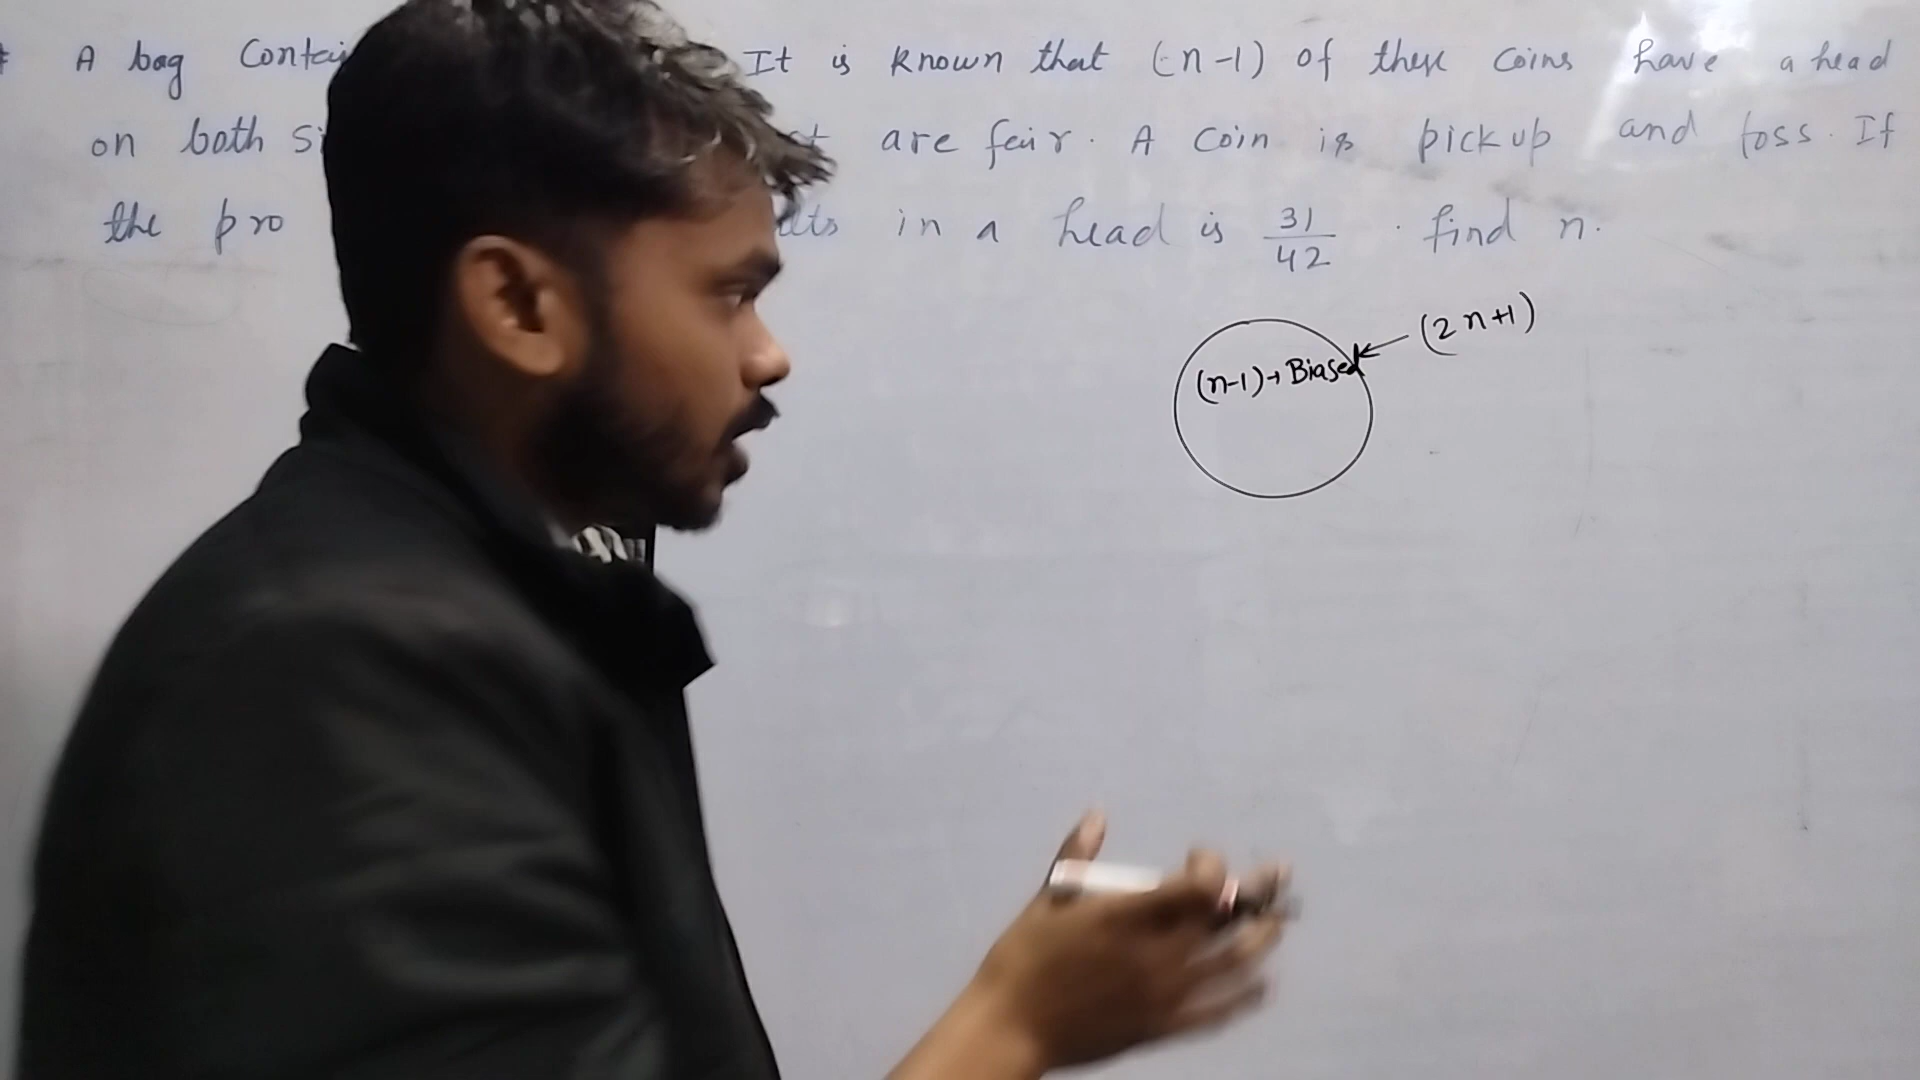 A bag It is known that (n-1) of these coins have a head
on both are fair. A coin is pickup and toss. If
the pro in a head is 31/42 . find n.
(2n+1)
(n-1)→ Biased